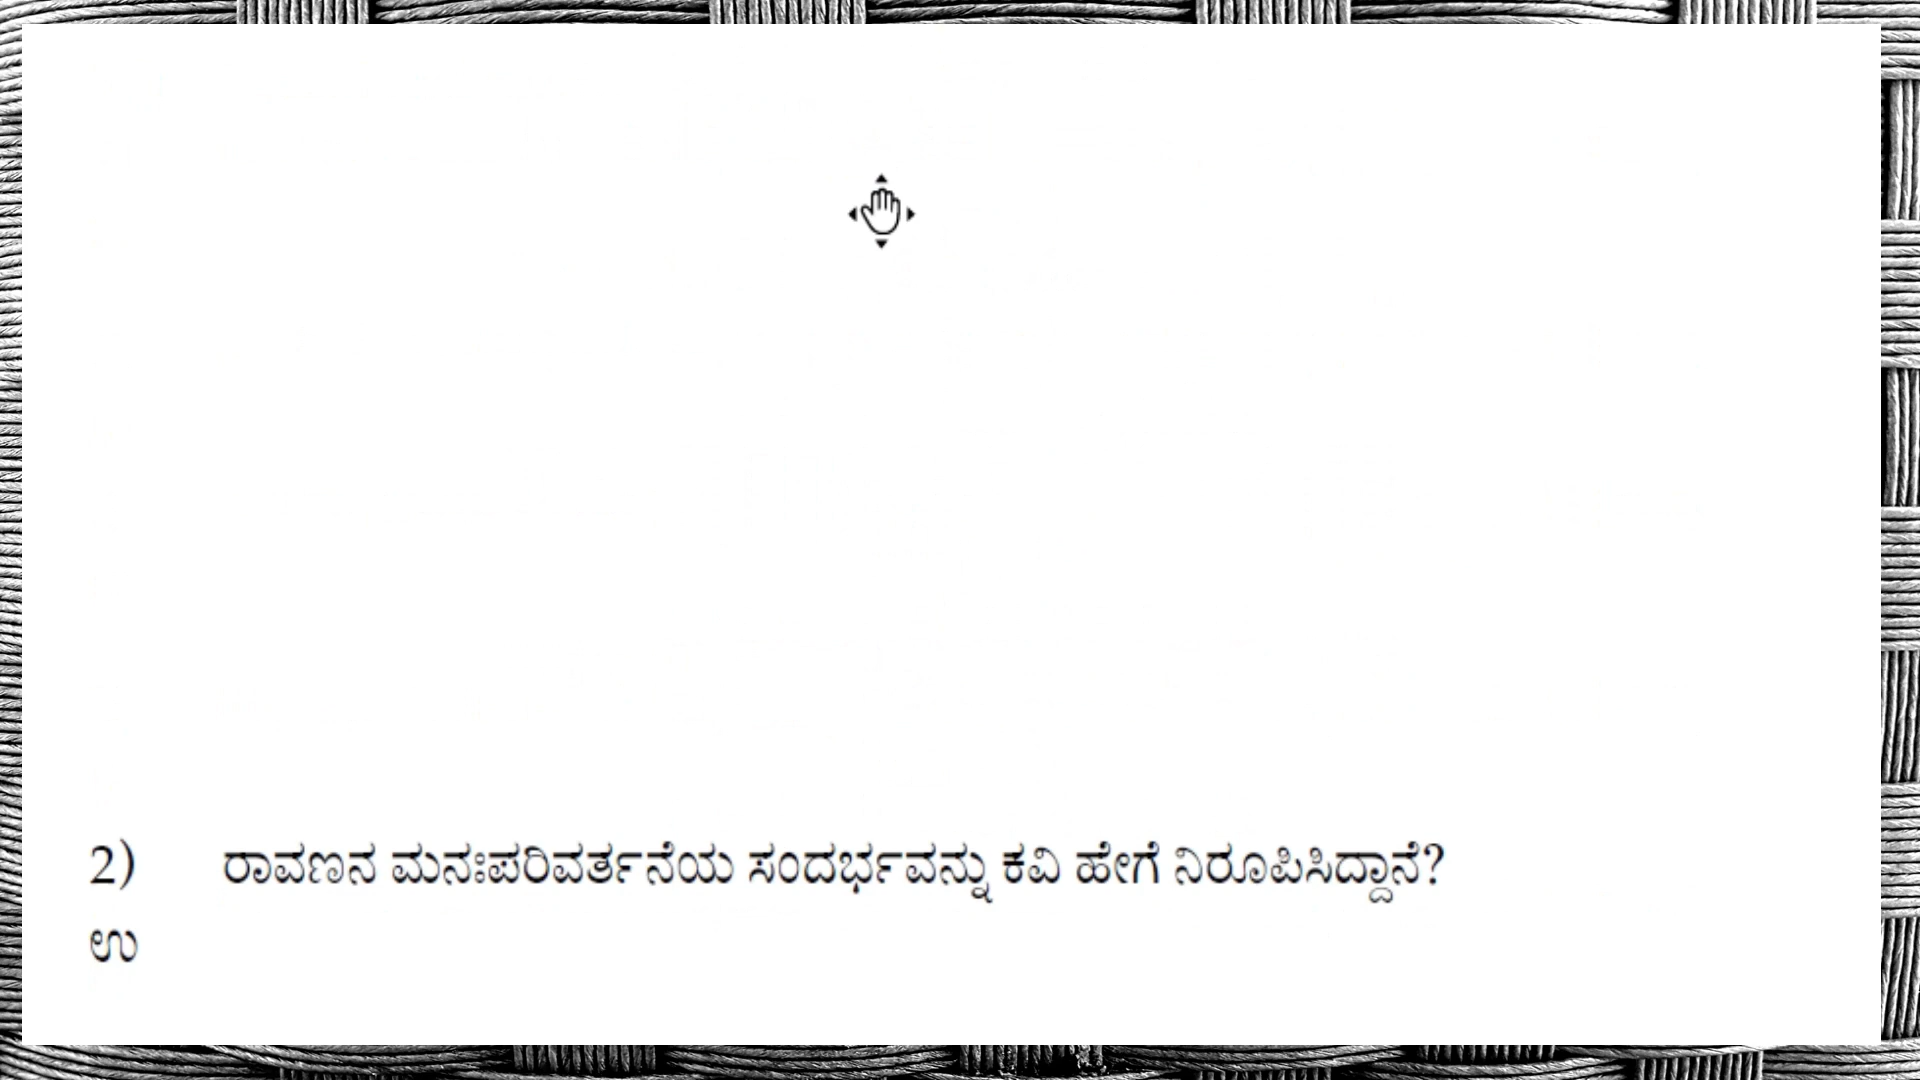 2) ರಾವಣನ ಮನಃಪರಿವರ್ತನೆಯ ಸಂದರ್ಭವನ್ನು ಕವಿ ಹೇಗೆ ನಿರೂಪಿಸಿದ್ದಾನೆ?
ಉ